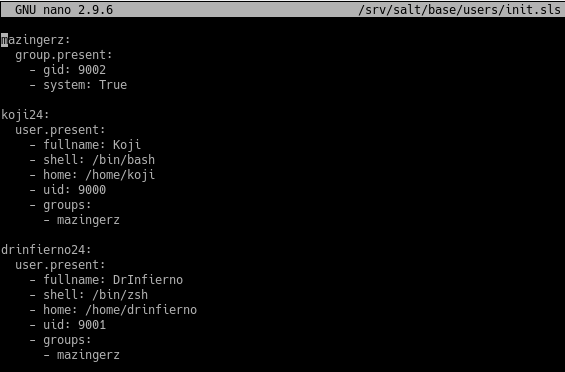 GNU nano 2.9.6 /srv/salt/base/users/init.sls
mazingerz:
  group.present:
    - gid: 9002
    - system: True
koji24:
  user.present:
    - fullname: Koji
    - shell: /bin/bash
    - home: /home/koji
    - uid: 9000
    - groups:
      - mazingerz
drinfierno24:
  user.present:
    - fullname: DrInfierno
    - shell: /bin/zsh
    - home: /home/drinfierno
    - uid: 9001
    - groups:
      - mazingerz